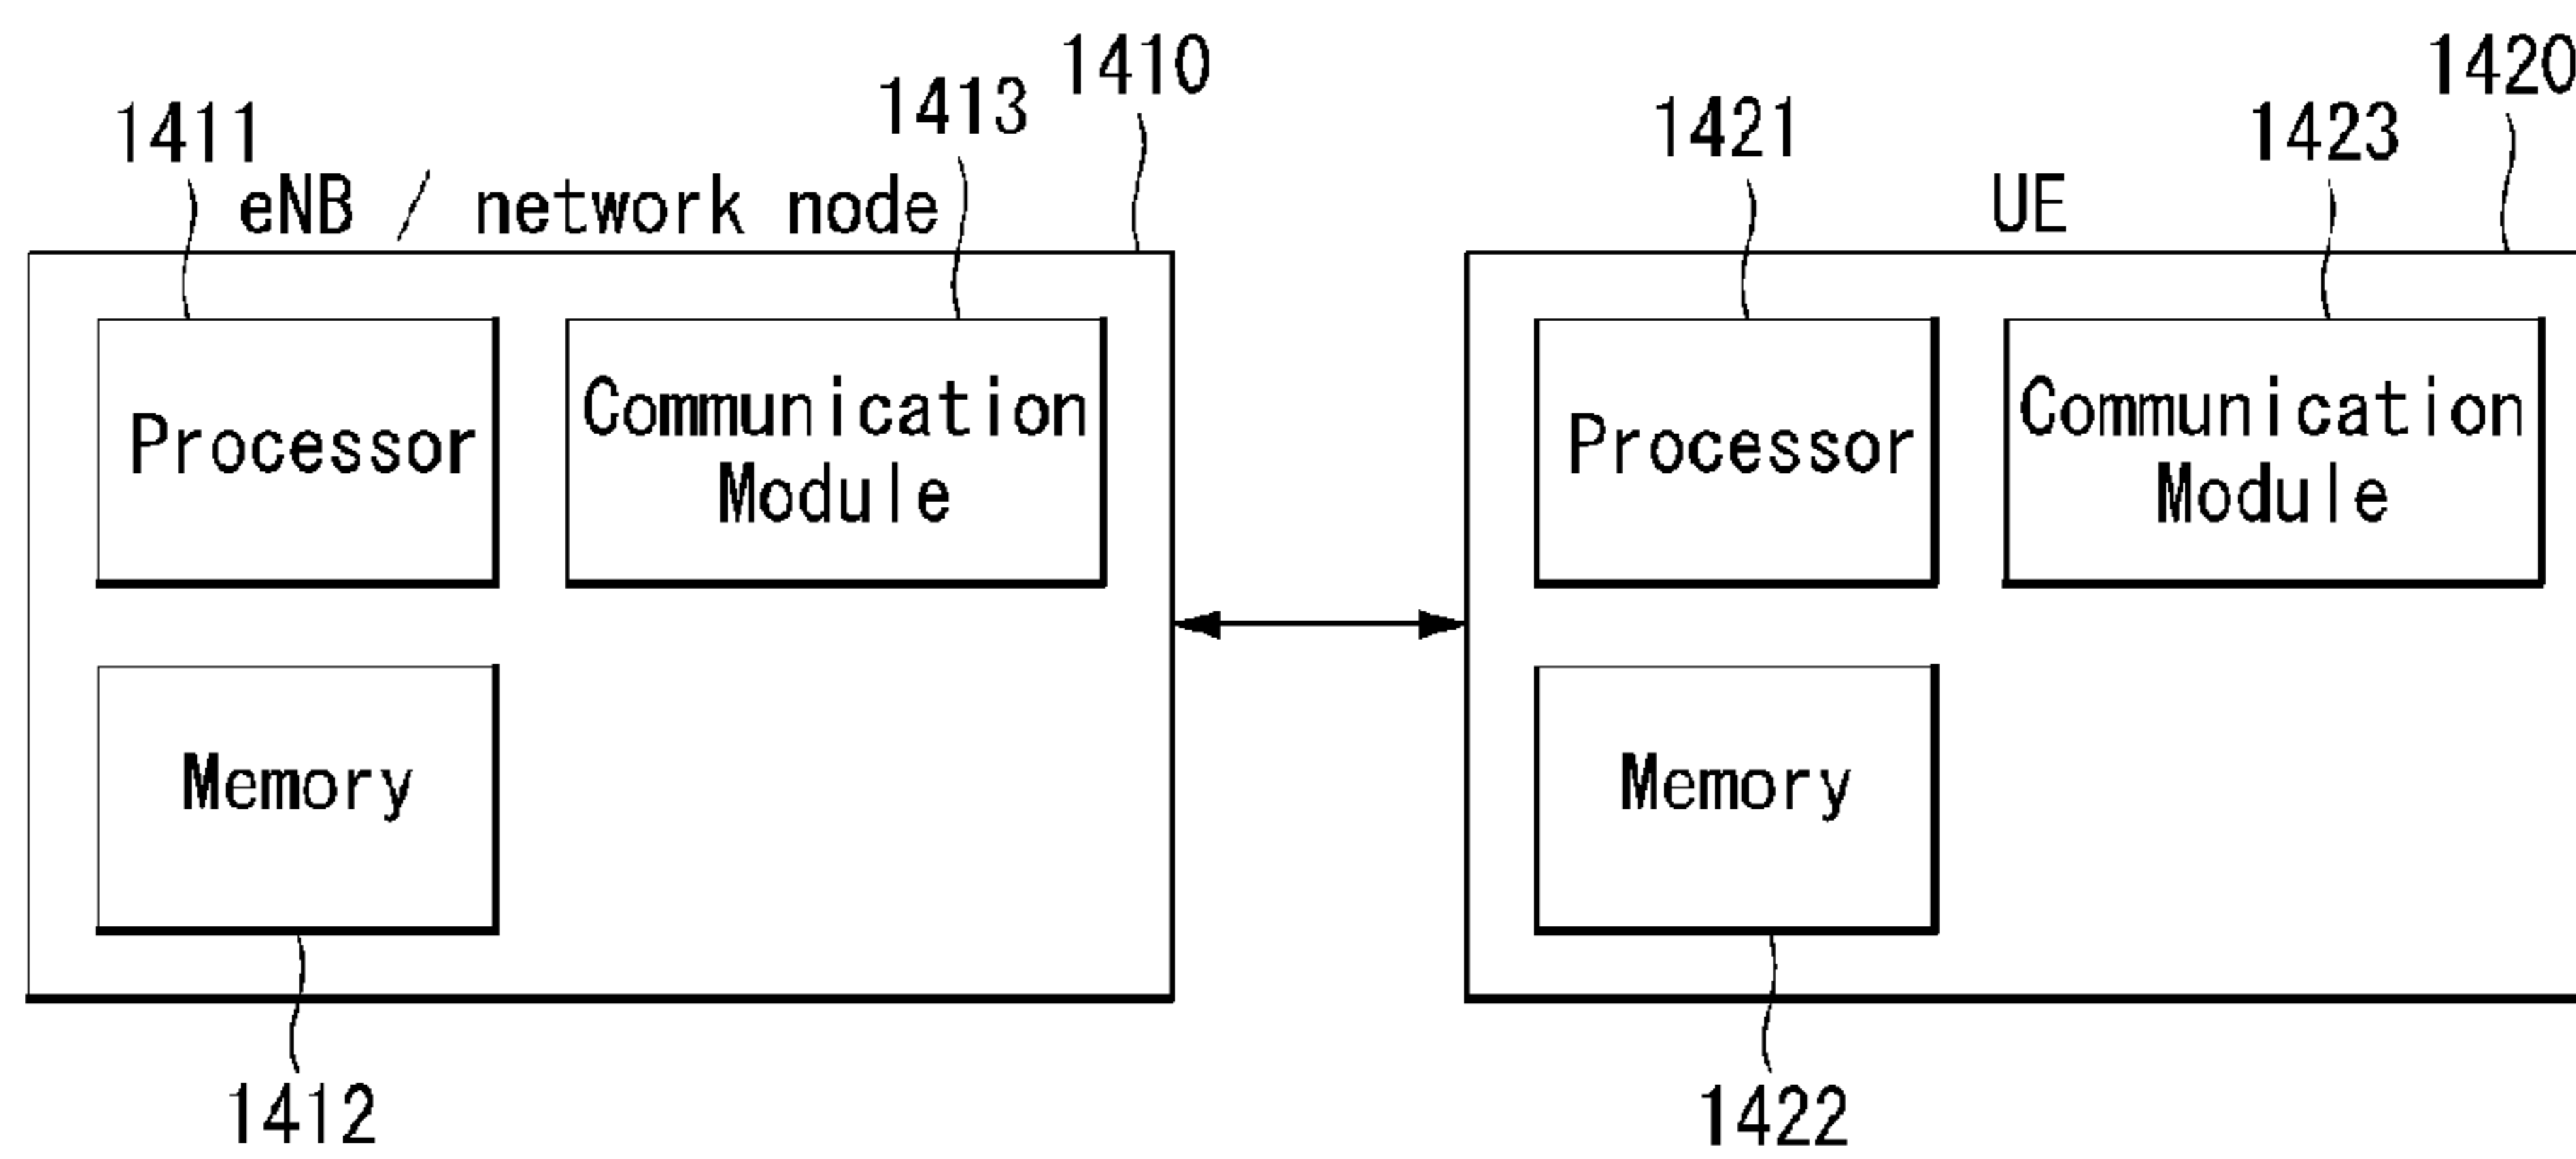 1410
1420
1413
1411
1421
1423
eNB / network node
UE
Processor
Communication
Module
Processor
Communication
Module
Memory
Memory
1412
1422